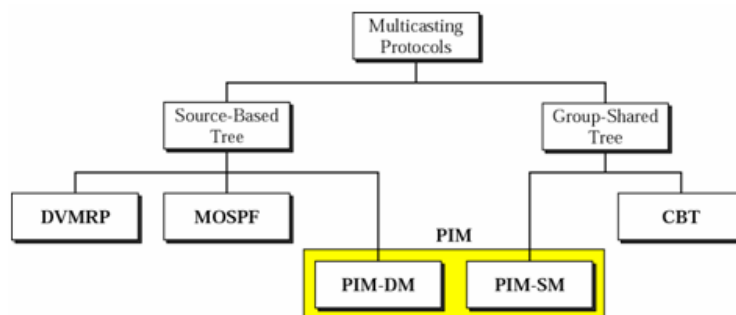 Multicasting
Protocols
Source-Based
Tree
Group-Shared
Tree
DVMRP
MOSPF
CBT
PIM
PIM-DM
PIM-SM